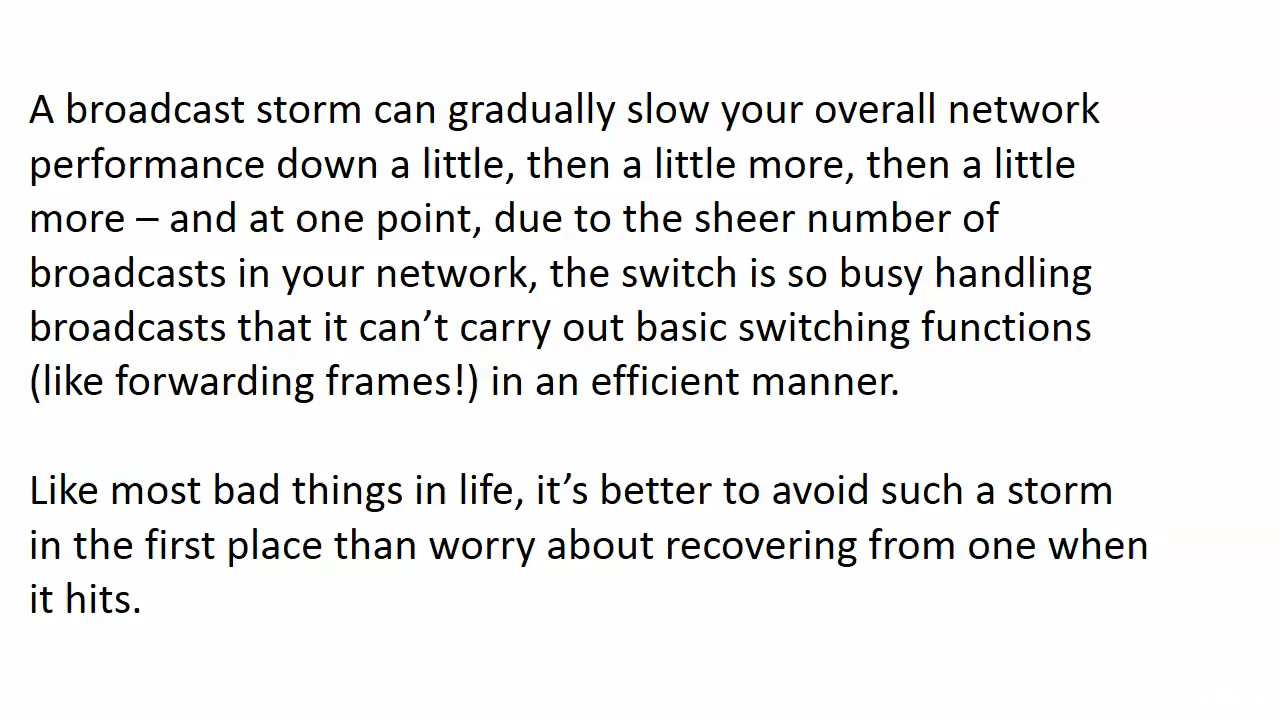 A broadcast storm can gradually slow your overall network
performance down a little, then a little more, then a little
more – and at one point, due to the sheer number of
broadcasts in your network, the switch is so busy handling
broadcasts that it can’t carry out basic switching functions
(like forwarding frames!) in an efficient manner.
Like most bad things in life, it’s better to avoid such a storm
in the first place than worry about recovering from one when
it hits.